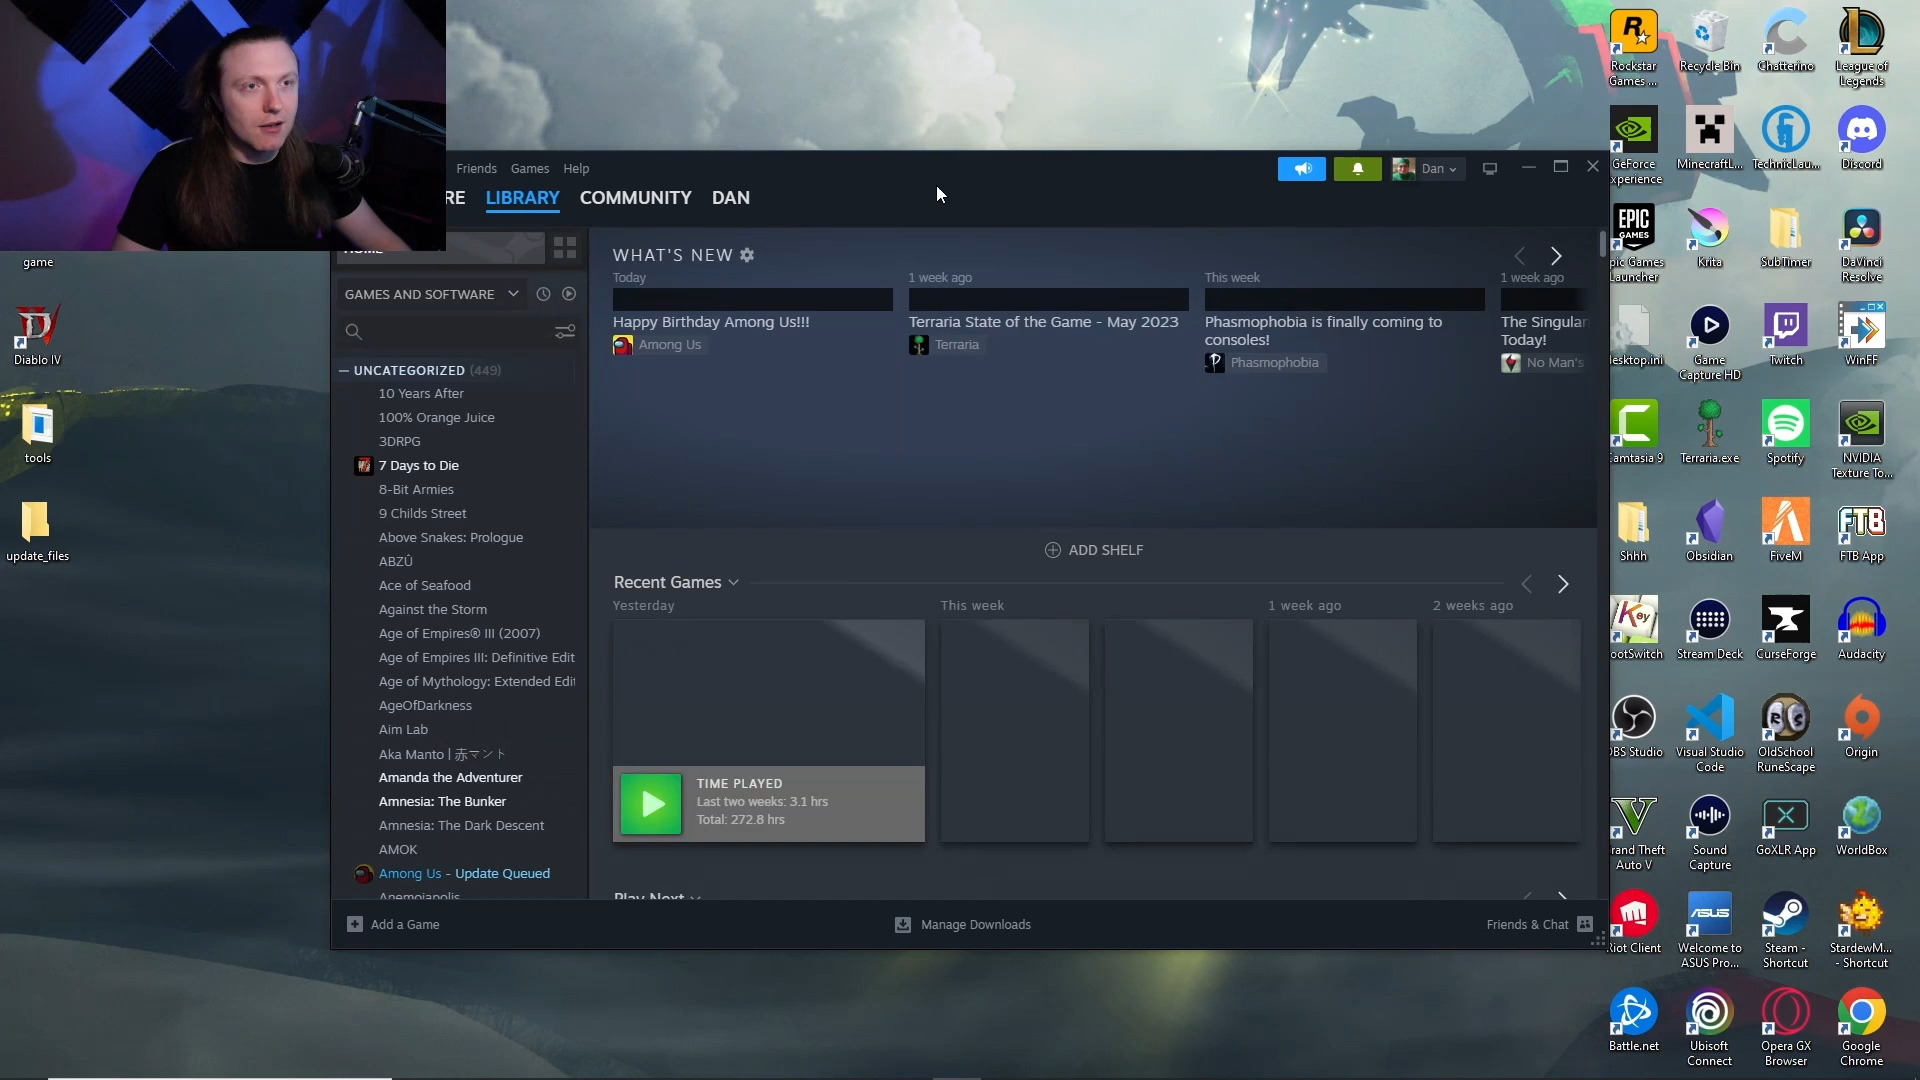 Friends Games Help
Dan
RE LIBRARY COMMUNITY DAN
GAMES AND SOFTWARE
UNCATEGORIZED (449)
10 Years After
100% Orange Juice
3DRPG
7 Days to Die
8-Bit Armies
9 Childs Street
Above Snakes: Prologue
ABZÛ
Ace of Seafood
Against the Storm
Age of Empires® III (2007)
Age of Empires III: Definitive Edit
Age of Mythology: Extended Edit
AgeOfDarkness
Aim Lab
Aka Manto | 赤マント
Amanda the Adventurer
Amnesia: The Bunker
Amnesia: The Dark Descent
AMOK
Among Us - Update Queued
WHAT'S NEW
Today
Happy Birthday Among Us!!!
Among Us
1 week ago
Terraria State of the Game - May 2023
Terraria
This week
Phasmophobia is finally coming to
consoles!
Phasmophobia
1 week ago
The Singular
Today!
No Man's
ADD SHELF
Recent Games
Yesterday
This week
1 week ago
2 weeks ago
TIME PLAYED
Last two weeks: 3.1 hrs
Total: 272.8 hrs
Play Next
Add a Game
Manage Downloads
Friends & Chat
game
Diablo IV
tools
update_files
Rockstar
Games ...
Recycle Bin
Chatterino
League of
Legends
GeForce
xperience
MinecraftL...
TechnicLau...
Discord
EPIC
GAMES
pic Games
Launcher
Krita
SubTimer
DaVinci
Resolve
esktop.ini
Game
Capture HD
Twitch
WinFF
amtasia 9
Terraria.exe
Spotify
NVIDIA
Texture To...
Shhh
Obsidian
FiveM
FTB
FTB App
Key
ootSwitch
Stream Deck
CurseForge
Audacity
OBS Studio
Visual Studio
Code
OldSchool
RuneScape
Origin
rand Theft
Auto V
Sound
Capture
GoXLR App
WorldBox
Riot Client
ASUS
Welcome to
ASUS Pro...
Steam -
Shortcut
StardewM...
- Shortcut
Battle.net
Ubisoft
Connect
Opera GX
Browser
Google
Chrome